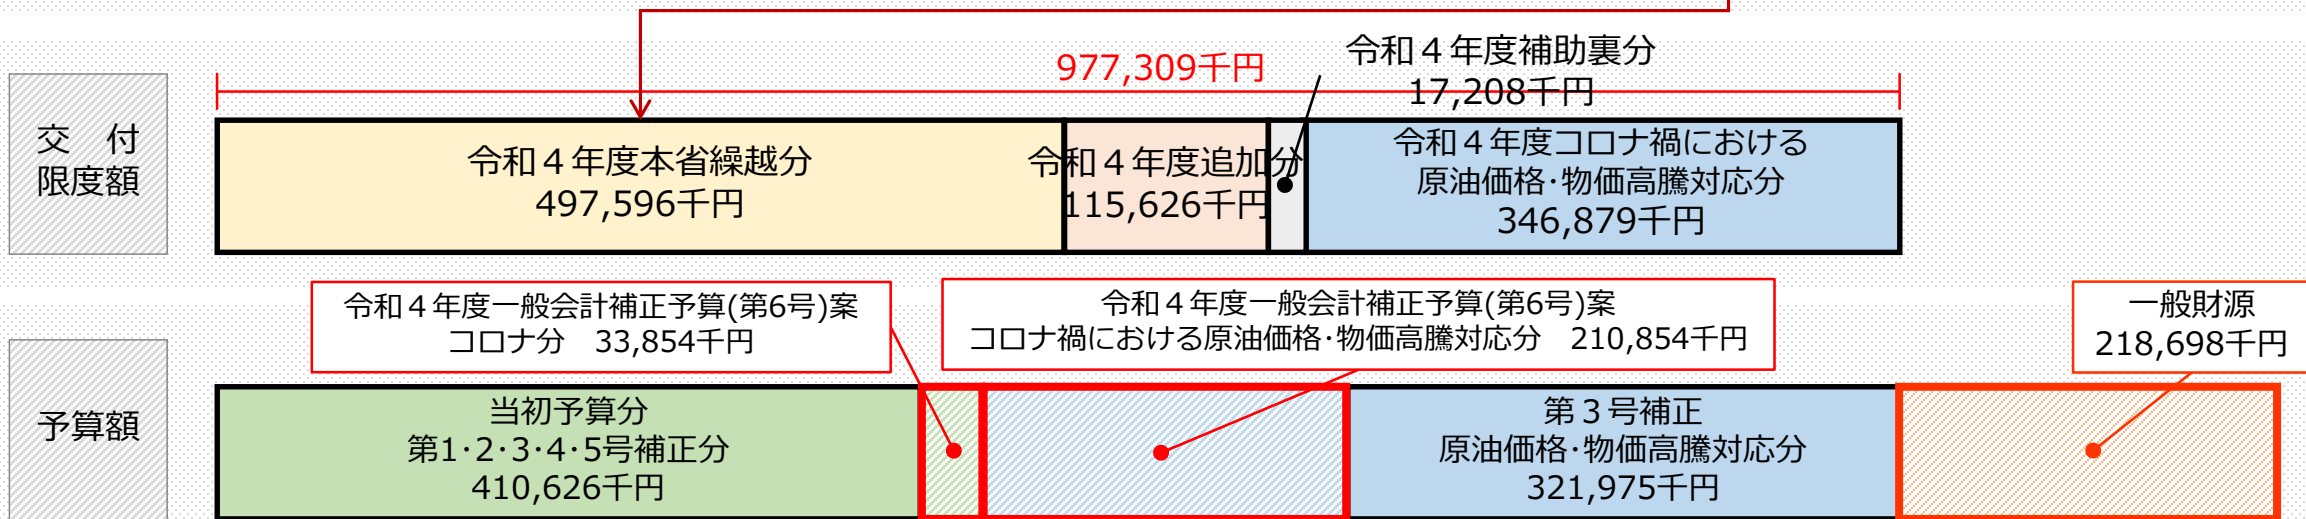 977,309千円
令和４年度補助裏分
17,208千円
交　付
限度額
令和４年度本省繰越分
497,596千円
令和４年度追加分
115,626千円
令和４年度コロナ禍における
原油価格･物価高騰対応分
346,879千円
令和４年度一般会計補正予算(第6号)案
コロナ分　33,854千円
令和４年度一般会計補正予算(第6号)案
コロナ禍における原油価格･物価高騰対応分　210,854千円
一般財源
218,698千円
予算額
当初予算分
第1･2･3･4･5号補正分
410,626千円
第３号補正
原油価格･物価高騰対応分
321,975千円